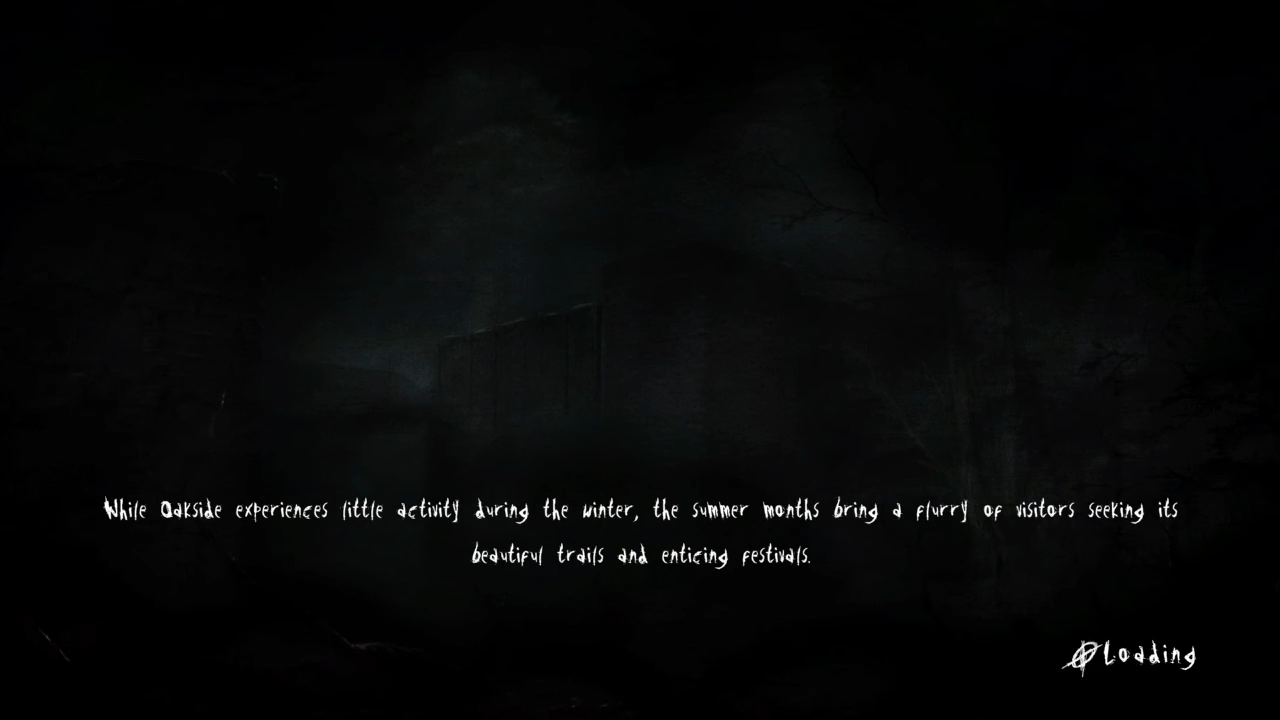 While Oakside experiences little activity during the winter, the summer months bring a flurry of visitors seeking its
beautiful trails and enticing festivals.
Loading